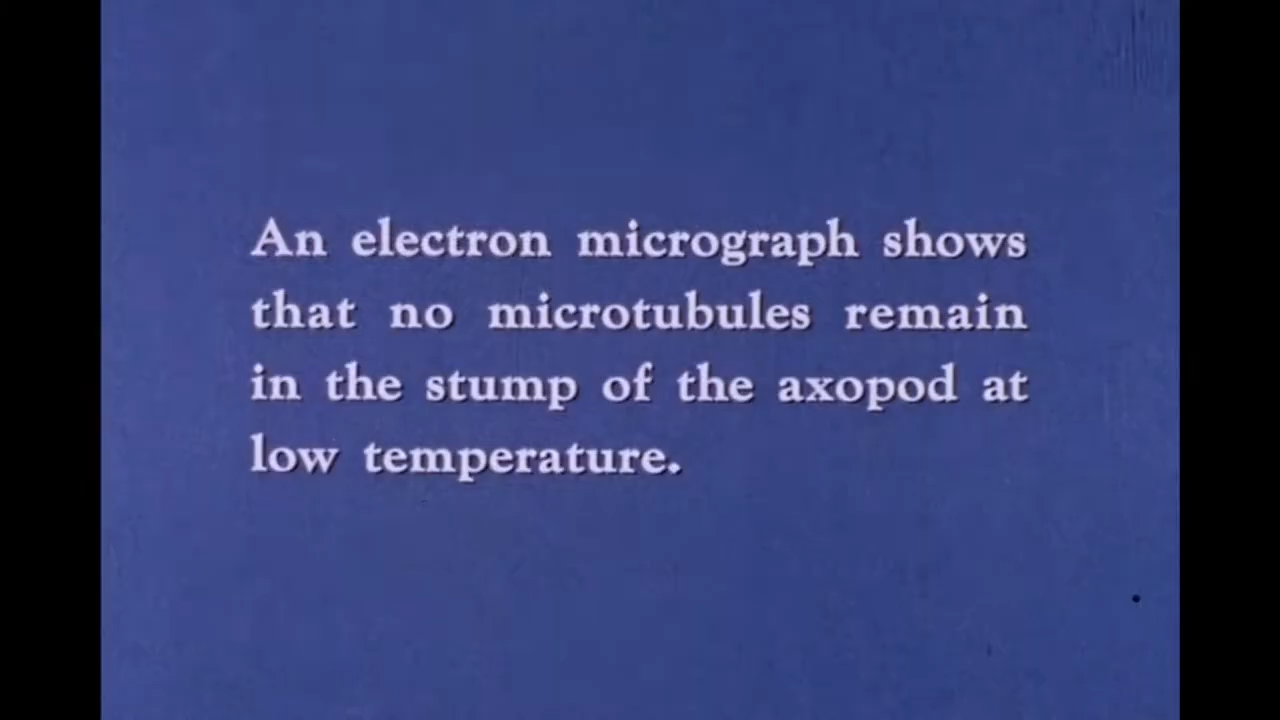 An electron micrograph shows
that no microtubules remain
in the stump of the axopod at
low temperature.